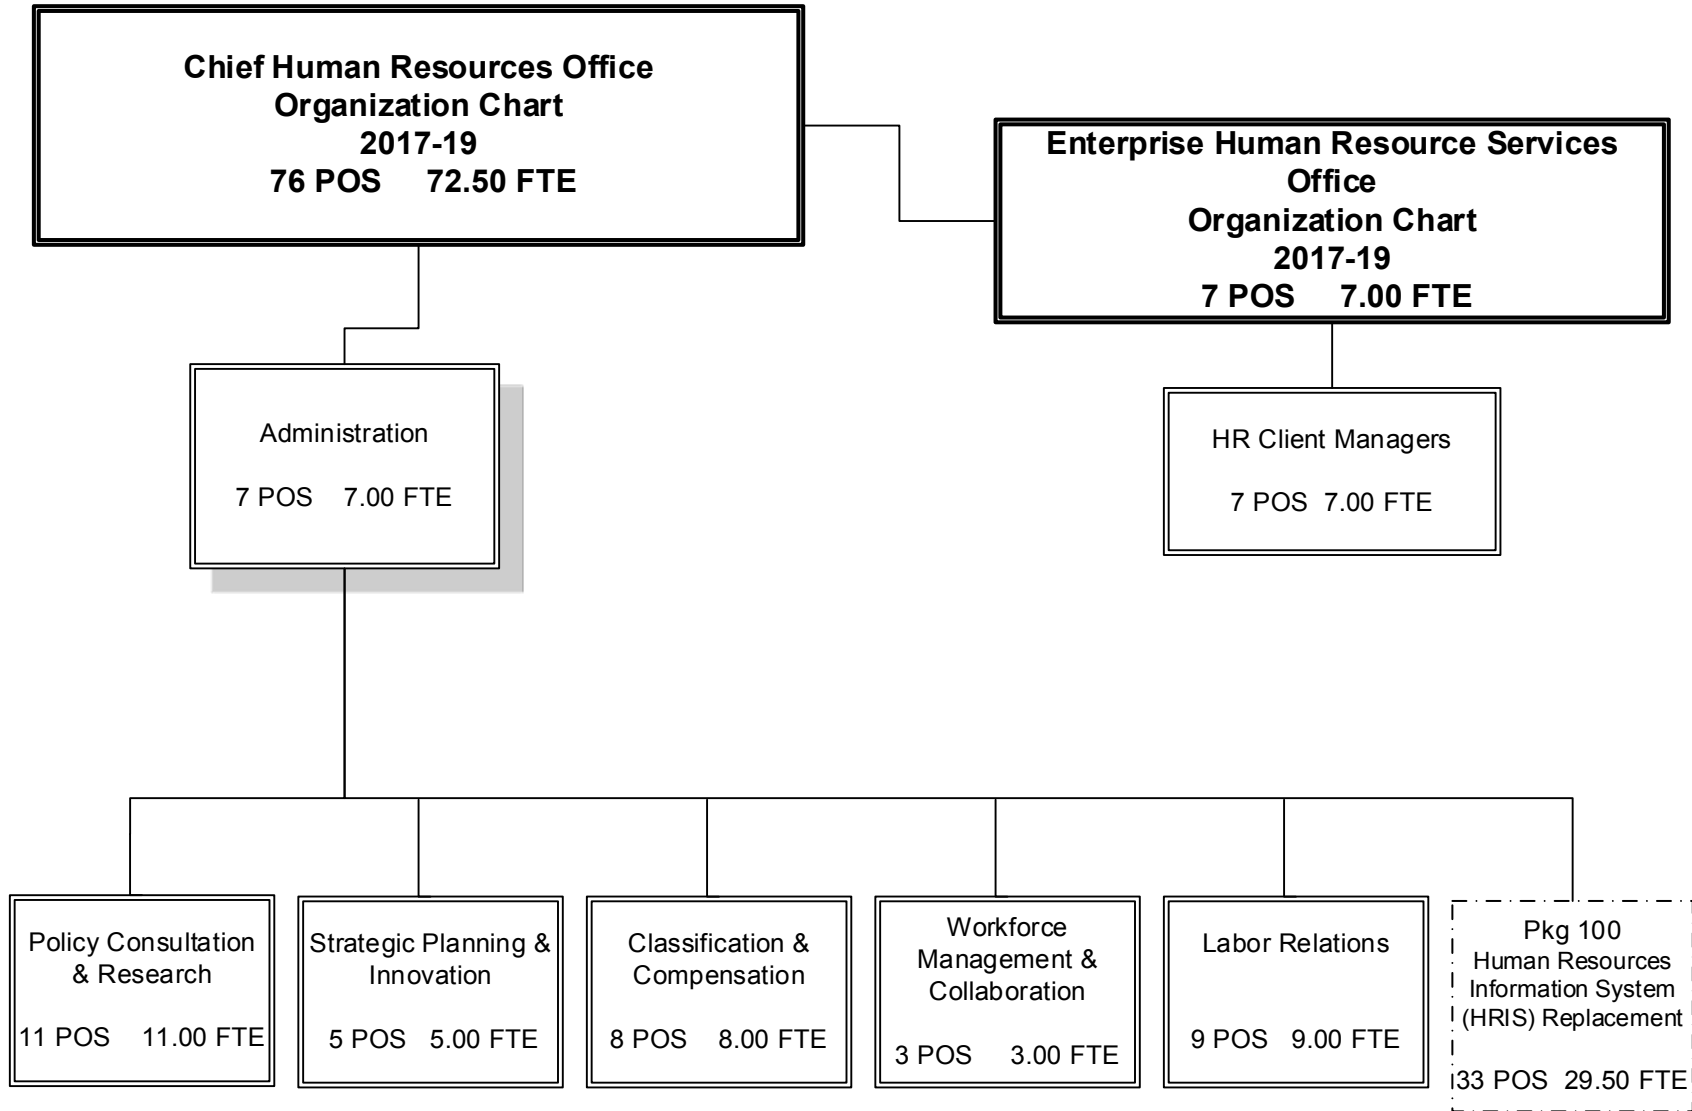 Chief Human Resources Office
Organization Chart
2017-19
76 POS 72.50 FTE
Enterprise Human Resource Services
Office
Organization Chart
2017-19
7 POS 7.00 FTE
Administration
7 POS 7.00 FTE
HR Client Managers
7 POS 7.00 FTE
Policy Consultation
& Research
11 POS 11.00 FTE
Strategic Planning &
Innovation
5 POS 5.00 FTE
Classification &
Compensation
8 POS 8.00 FTE
Workforce
Management &
Collaboration
3 POS 3.00 FTE
Labor Relations
9 POS 9.00 FTE
Pkg 100
Human Resources
Information System
(HRIS) Replacement
33 POS 29.50 FTE